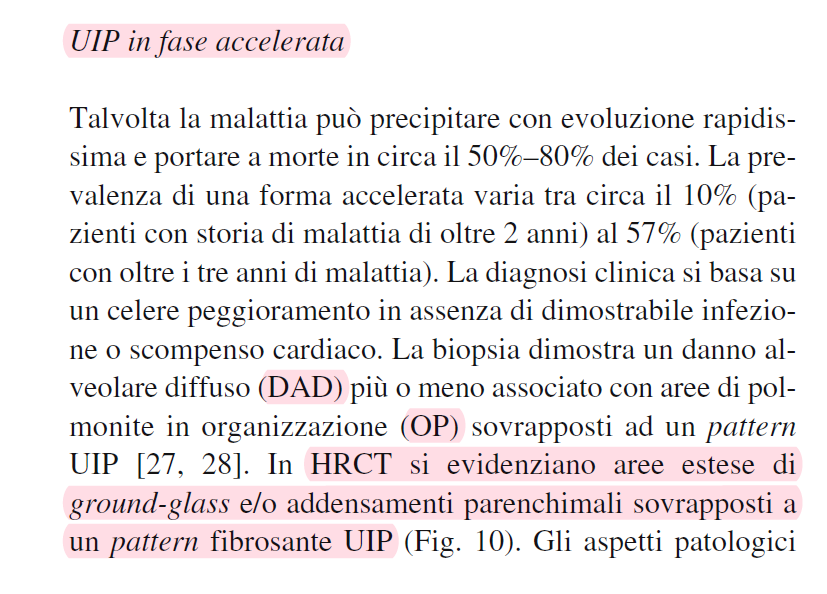 UIP in fase accelerata
Talvolta la malattia può precipitare con evoluzione rapidis-
sima e portare a morte in circa il 50%–80% dei casi. La pre-
valenza di una forma accelerata varia tra circa il 10% (pa-
zienti con storia di malattia di oltre 2 anni) al 57% (pazienti
con oltre i tre anni di malattia). La diagnosi clinica si basa su
un celere peggioramento in assenza di dimostrabile infezio-
ne o scompenso cardiaco. La biopsia dimostra un danno al-
veolare diffuso (DAD) più o meno associato con aree di pol-
monite in organizzazione (OP) sovrapposti ad un pattern
UIP [27, 28]. In HRCT si evidenziano aree estese di
ground-glass e/o addensamenti parenchimali sovrapposti a
un pattern fibrosante UIP (Fig. 10). Gli aspetti patologici